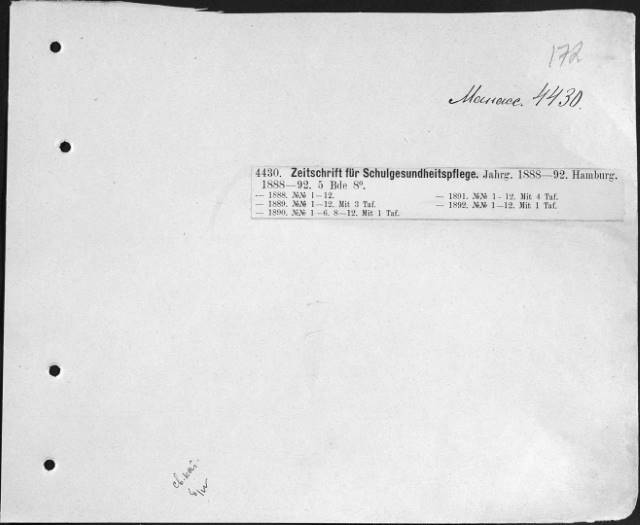 172
4430.
4430. Zeitschrift für Schulgesundheitspflege. Jahrg. 1888—92. Hamburg.
1888—92. 5 Bde 8°.
— 1888. №№ 1—12.
— 1889. №№ 1—12. Mit 3 Taf.
— 1890. №№ 1—6. 8—12. Mit 1 Taf.
— 1891. №№ 1-12. Mit 4 Taf.
— 1892. №№ 1—12. Mit 1 Taf.